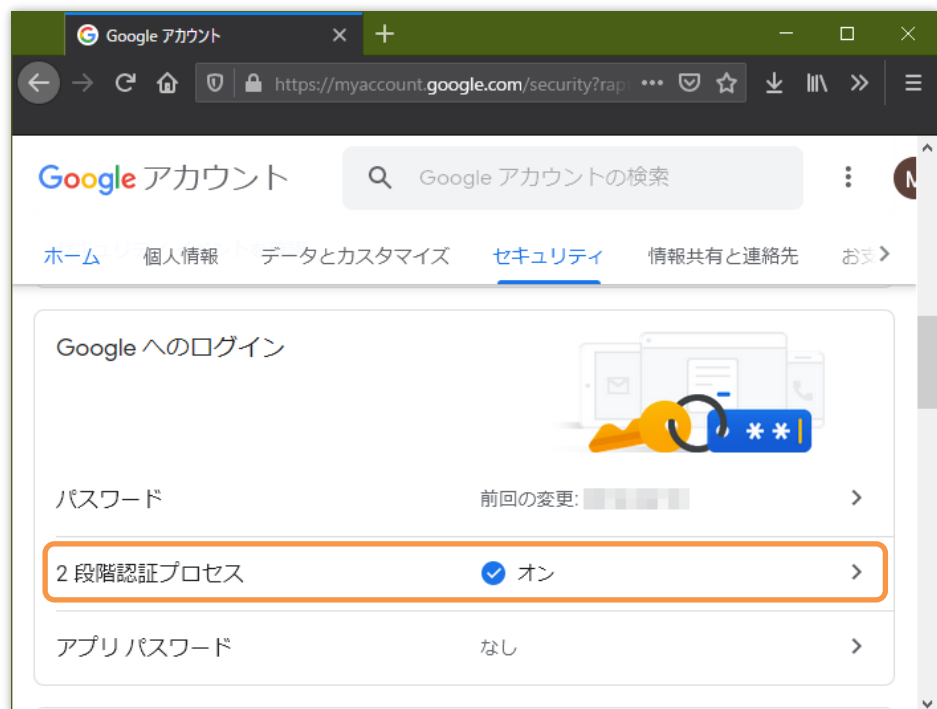 Google アカウント
https://myaccount.google.com/security?rap
Google アカウント
Google アカウントの検索
ホーム 個人情報 データとカスタマイズ セキュリティ 情報共有と連絡先 お支
Google へのログイン
**
パスワード 前回の変更:
2 段階認証プロセス オン
アプリ パスワード なし